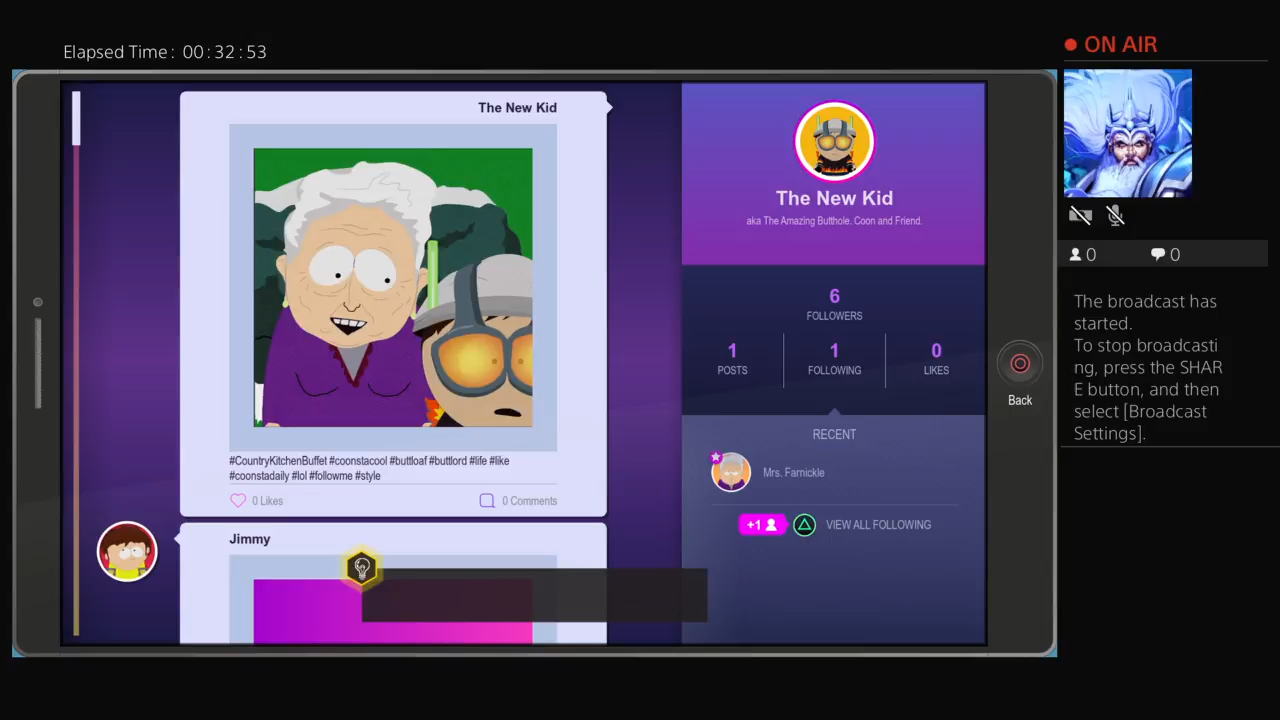 Elapsed Time: 00:32:53
ON AIR
The New Kid
#CountryKitchenBuffet #coonstacool #buttloaf #buttlord #life #like
#coonstadaily #lol #followme #style
0 Likes
0 Comments
Jimmy
The New Kid
aka The Amazing Butthole. Coon and Friend.
6
FOLLOWERS
1
POSTS
1
FOLLOWING
0
LIKES
RECENT
Mrs. Farnickle
+1
VIEW ALL FOLLOWING
Back
0
0
The broadcast has
started.
To stop broadcasti
ng, press the SHAR
E button, and then
select [Broadcast
Settings].